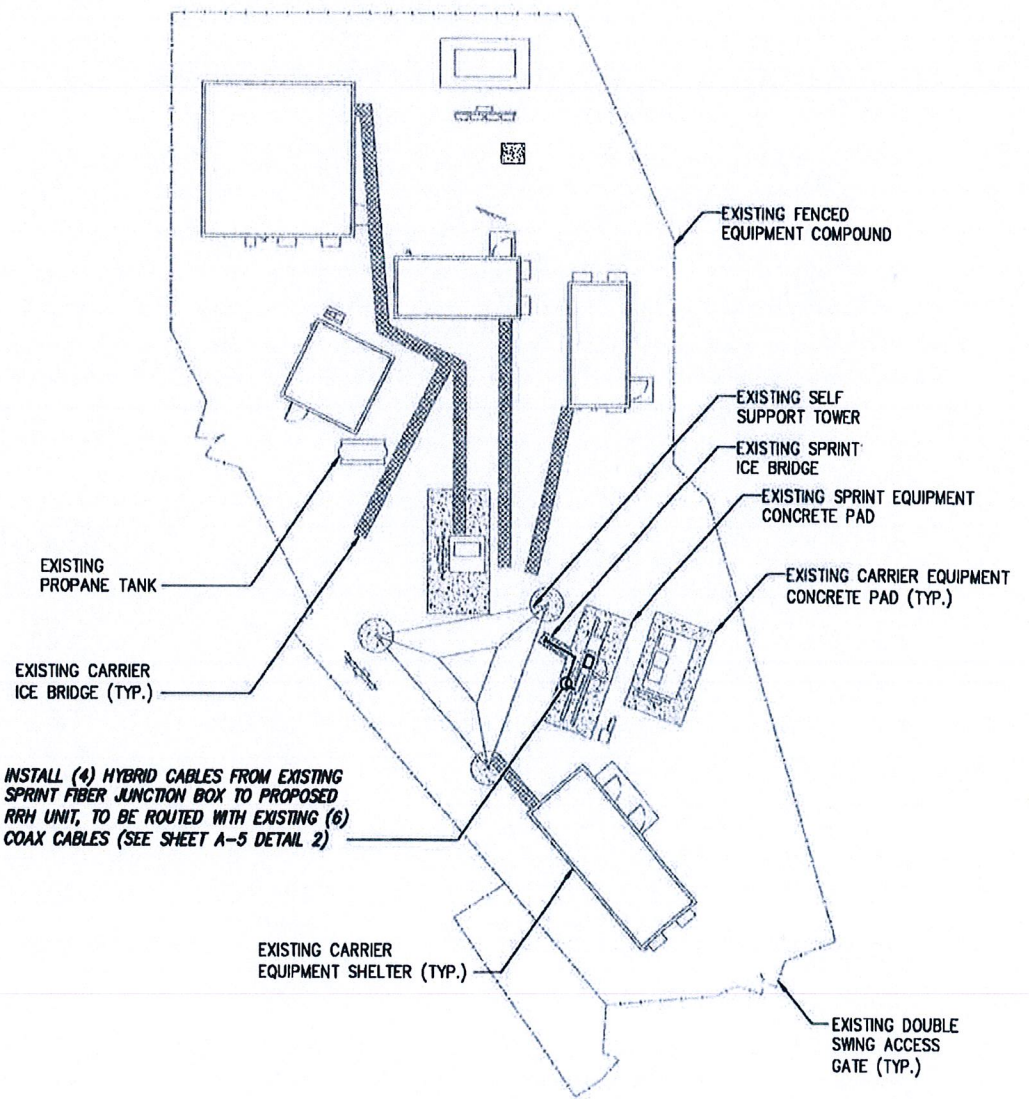 EXISTING FENCED
EQUIPMENT COMPOUND
EXISTING SELF
SUPPORT TOWER
EXISTING SPRINT
ICE BRIDGE
EXISTING SPRINT EQUIPMENT
CONCRETE PAD
EXISTING CARRIER EQUIPMENT
CONCRETE PAD (TYP.)
EXISTING
PROPANE TANK
EXISTING CARRIER
ICE BRIDGE (TYP.)
INSTALL (4) HYBRID CABLES FROM EXISTING
SPRINT FIBER JUNCTION BOX TO PROPOSED
RRH UNIT, TO BE ROUTED WITH EXISTING (6)
COAX CABLES (SEE SHEET A-5 DETAIL 2)
EXISTING CARRIER
EQUIPMENT SHELTER (TYP.)
EXISTING DOUBLE
SWING ACCESS
GATE (TYP.)